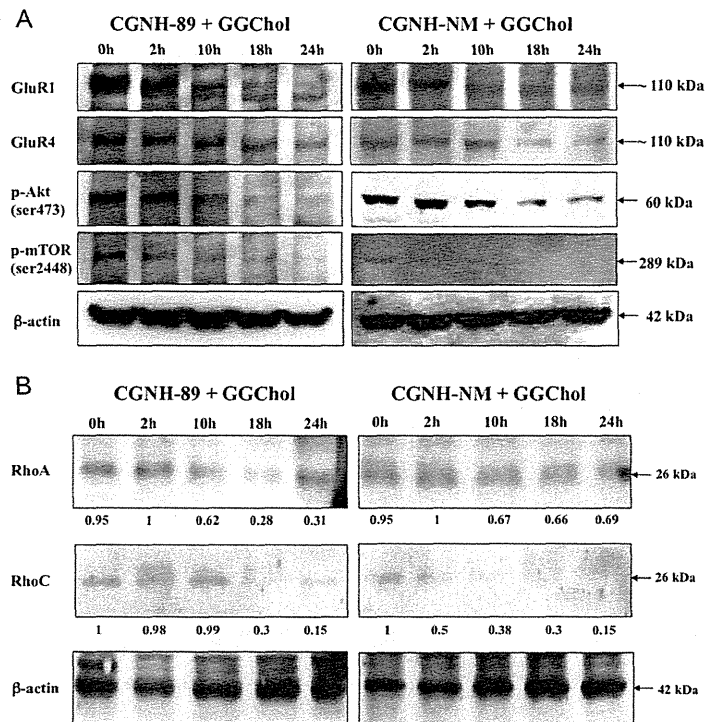 A
CGNH-89 + GGChol CGNH-NM + GGChol
0h 2h 10h 18h 24h 0h 2h 10h 18h 24h
GluR1 ~ 110 kDa
GluR4 ~ 110 kDa
p-Akt
(ser473) 60 kDa
p-mTOR
(ser2448) 289 kDa
β-actin 42 kDa
B
CGNH-89 + GGChol CGNH-NM + GGChol
0h 2h 10h 18h 24h 0h 2h 10h 18h 24h
RhoA 26 kDa
0.95 1 0.62 0.28 0.31 0.95 1 0.67 0.66 0.69
RhoC 26 kDa
1 0.98 0.99 0.3 0.15 1 0.5 0.38 0.3 0.15
β-actin 42 kDa